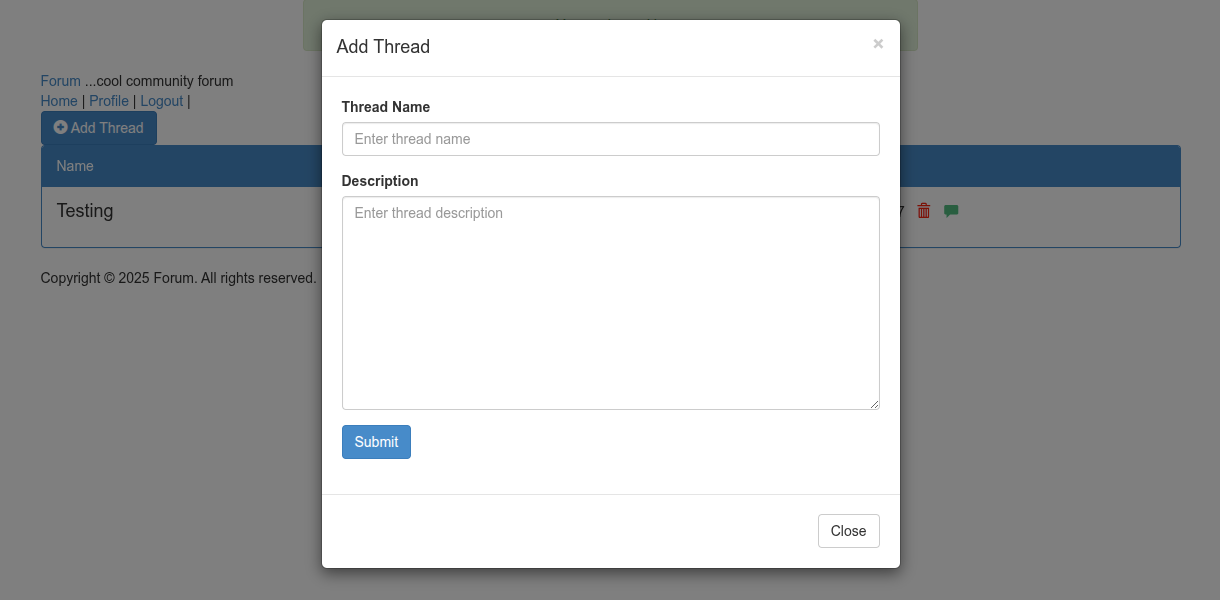 Add Thread ×
Forum ...cool community forum
Home | Profile | Logout |
Add Thread
Name
Testing
7
Copyright © 2025 Forum. All rights reserved.
Thread Name
Enter thread name
Description
Enter thread description
Submit
Close